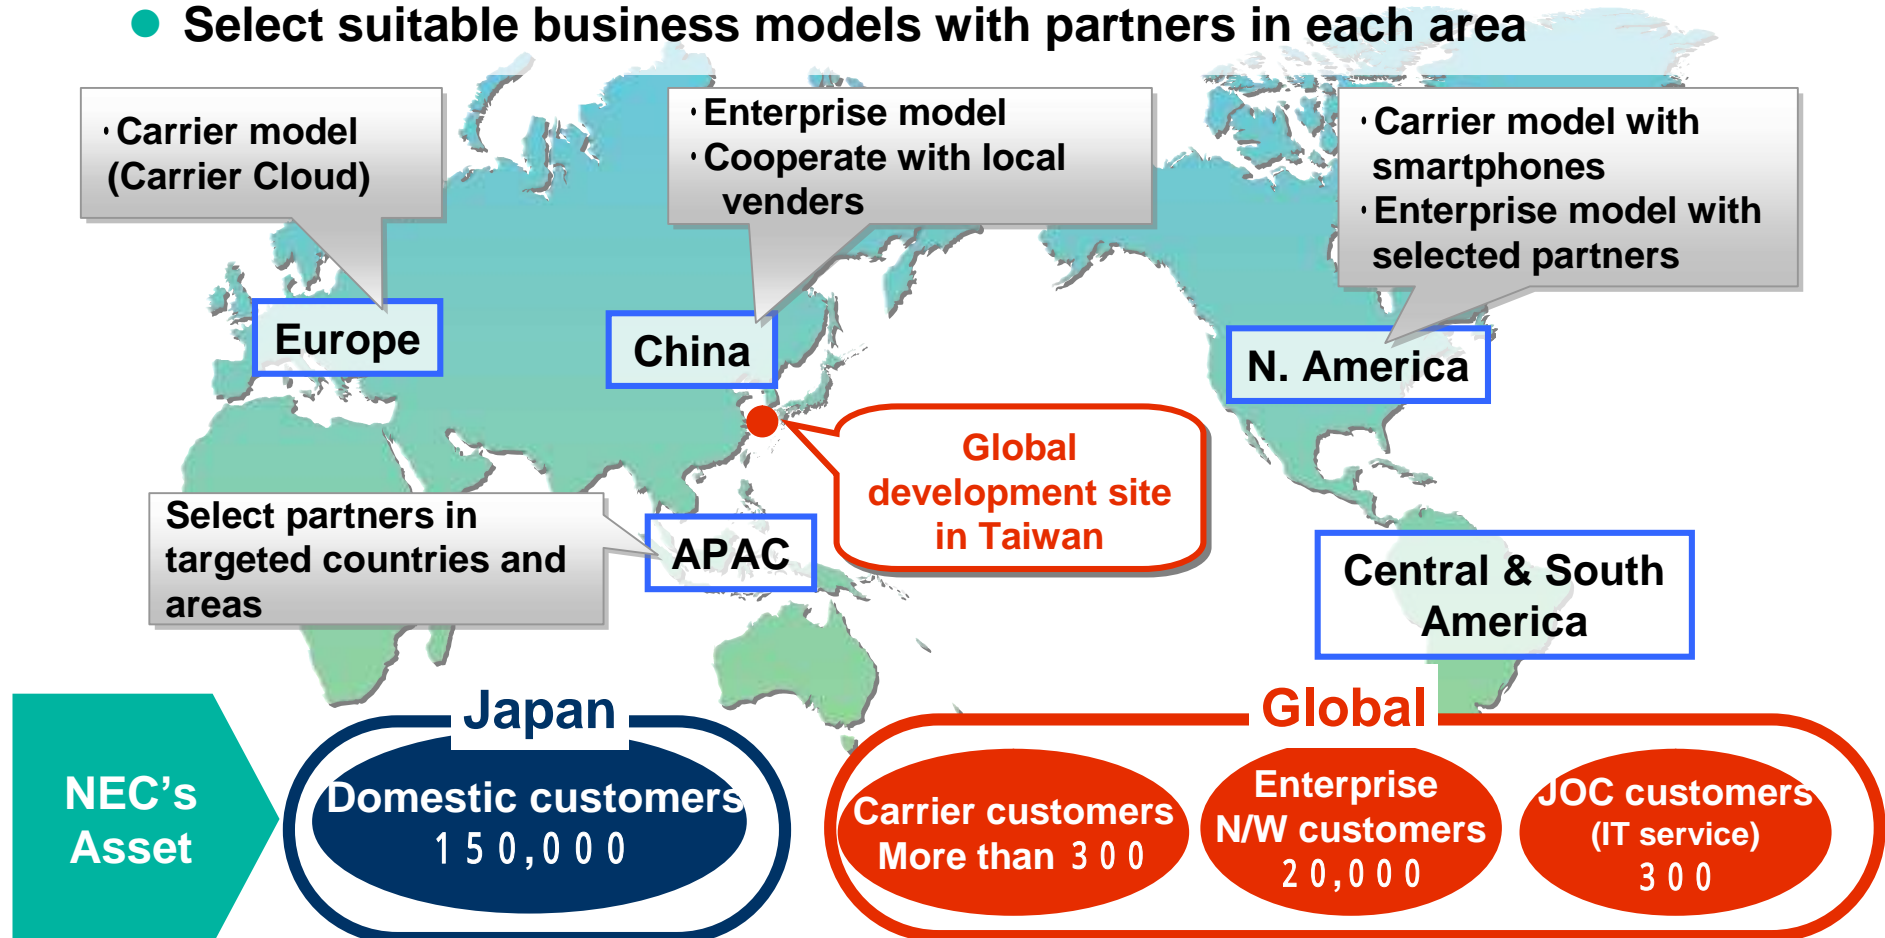 ● Select suitable business models with partners in each area
・Carrier model
(Carrier Cloud)
・Enterprise model
・Cooperate with local
venders
・Carrier model with
smartphones
・Enterprise model with
selected partners
Europe
China
N. America
Global
development site
in Taiwan
Select partners in
targeted countries and
areas
APAC
Central & South
America
NEC’s
Asset
Japan
Domestic customers
150,000
Global
Carrier customers
More than 300
Enterprise
N/W customers
20,000
JOC customers
(IT service)
300